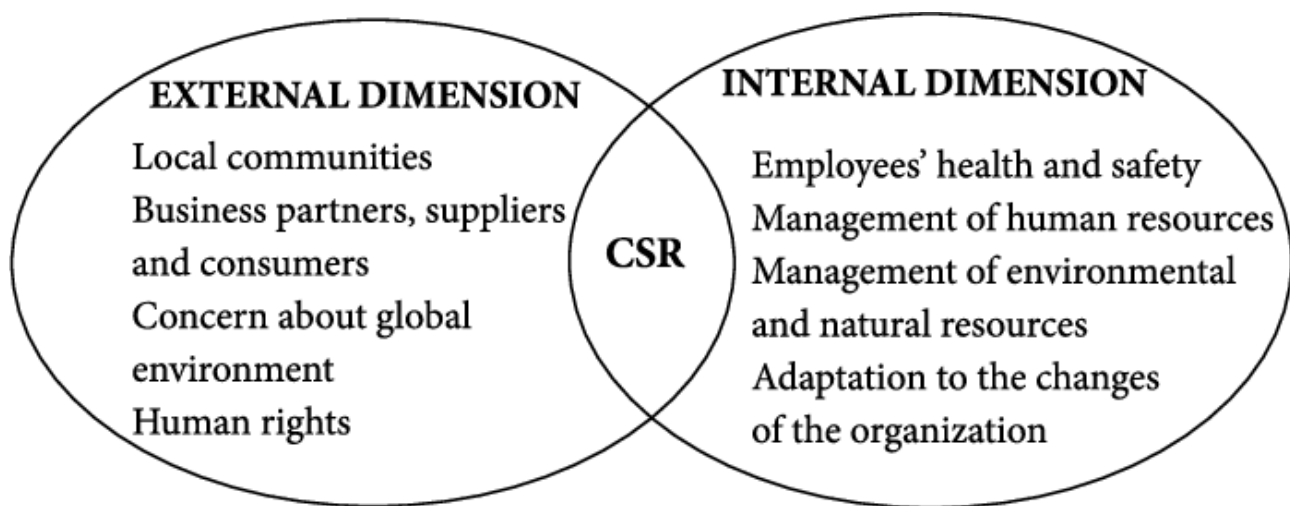 EXTERNAL DIMENSION
Local communities
Business partners, suppliers
and consumers
Concern about global
environment
Human rights
CSR
INTERNAL DIMENSION
Employees’ health and safety
Management of human resources
Management of environmental
and natural resources
Adaptation to the changes
of the organization